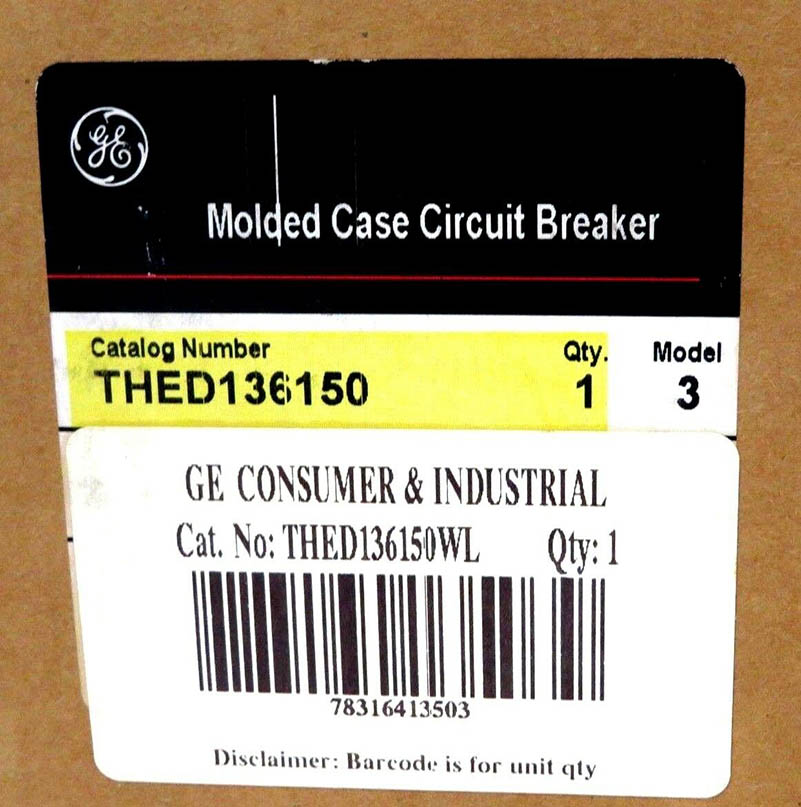 GE
Molded Case Circuit Breaker
Catalog Number Qty. Model
THED136150 1 3
GE CONSUMER & INDUSTRIAL
Cat. No: THED136150WL Qty: 1
78316413503
Disclaimer: Barcode is for unit qty